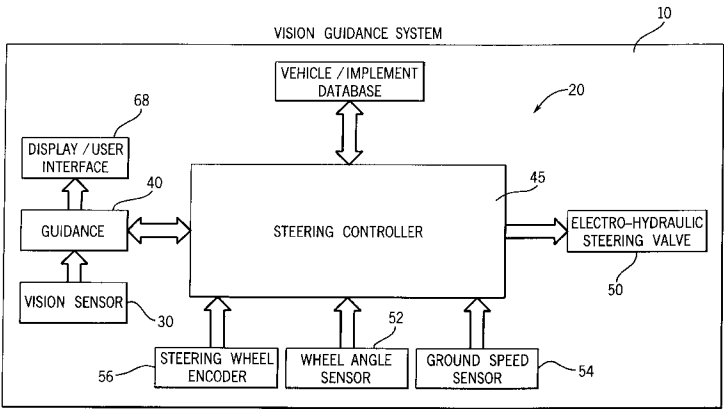 VISION GUIDANCE SYSTEM
10
VEHICLE / IMPLEMENT
DATABASE
20
68
DISPLAY / USER
INTERFACE
40
45
GUIDANCE
STEERING CONTROLLER
ELECTRO-HYDRAULIC
STEERING VALVE
50
VISION SENSOR
30
52
STEERING WHEEL
ENCODER
56
WHEEL ANGLE
SENSOR
GROUND SPEED
SENSOR
54